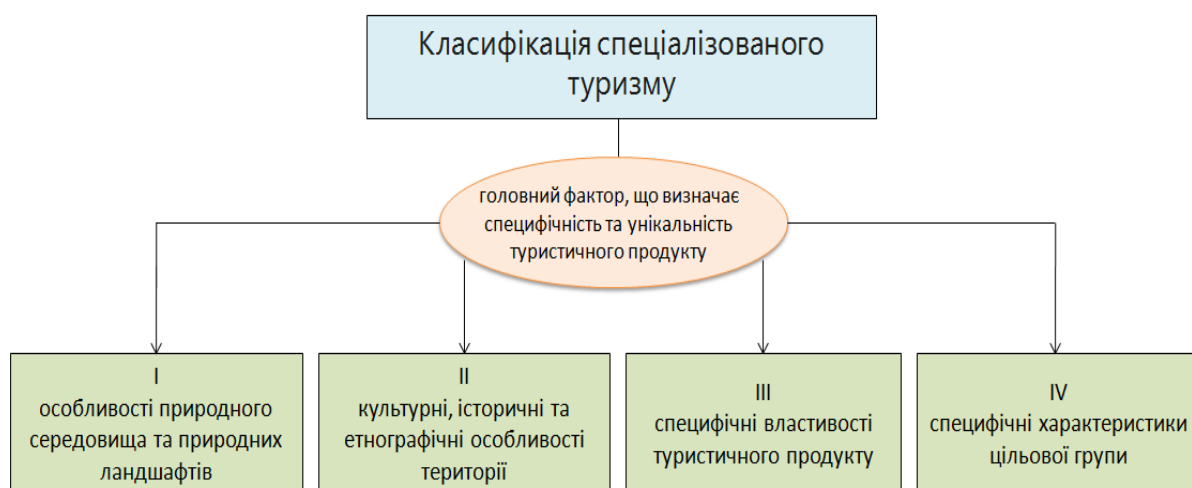 Класифікація спеціалізованого
туризму
головний фактор, що визначає
специфічність та унікальність
туристичного продукту
I
особливості природного
середовища та природних
ландшафтів
II
культурні, історичні та
етнографічні особливості
території
III
специфічні властивості
туристичного продукту
IV
специфічні характеристики
цільової групи